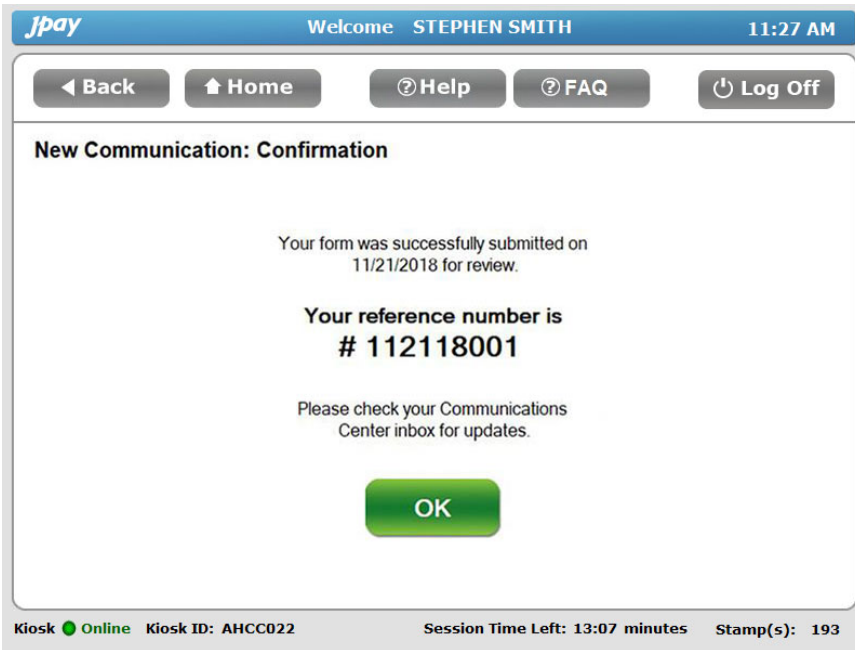 Jpay Welcome STEPHEN SMITH 11:27 AM
Back Home Help FAQ Log Off
New Communication: Confirmation
Your form was successfully submitted on
11/21/2018 for review.
Your reference number is
# 112118001
Please check your Communications
Center inbox for updates.
OK
Kiosk Online Kiosk ID: AHCC022 Session Time Left: 13:07 minutes Stamp(s): 193